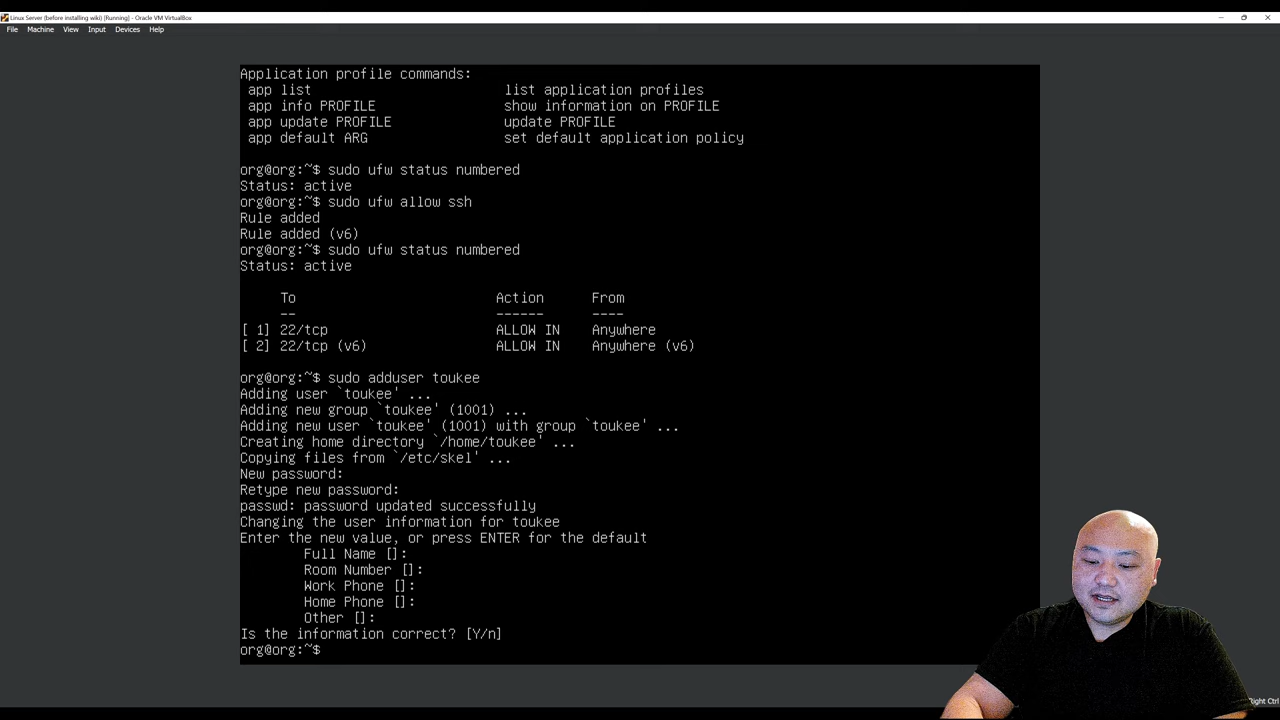 Linux Server (before installing wiki) [Running] - Oracle VM VirtualBox
File Machine View Input Devices Help
Application profile commands:
app list list application profiles
app info PROFILE show information on PROFILE
app update PROFILE update PROFILE
app default ARG set default application policy
org@org:~$ sudo ufw status numbered
Status: active
org@org:~$ sudo ufw allow ssh
Rule added
Rule added (v6)
org@org:~$ sudo ufw status numbered
Status: active
To Action From
-- ------ ----
[ 1] 22/tcp ALLOW IN Anywhere
[ 2] 22/tcp (v6) ALLOW IN Anywhere (v6)
org@org:~$ sudo adduser toukee
Adding user `toukee' ...
Adding new group `toukee' (1001) ...
Adding new user `toukee' (1001) with group `toukee' ...
Creating home directory `/home/toukee' ...
Copying files from `/etc/skel' ...
New password:
Retype new password:
passwd: password updated successfully
Changing the user information for toukee
Enter the new value, or press ENTER for the default
Full Name []:
Room Number []:
Work Phone []:
Home Phone []:
Other []:
Is the information correct? [Y/n]
org@org:~$
Right Ctrl